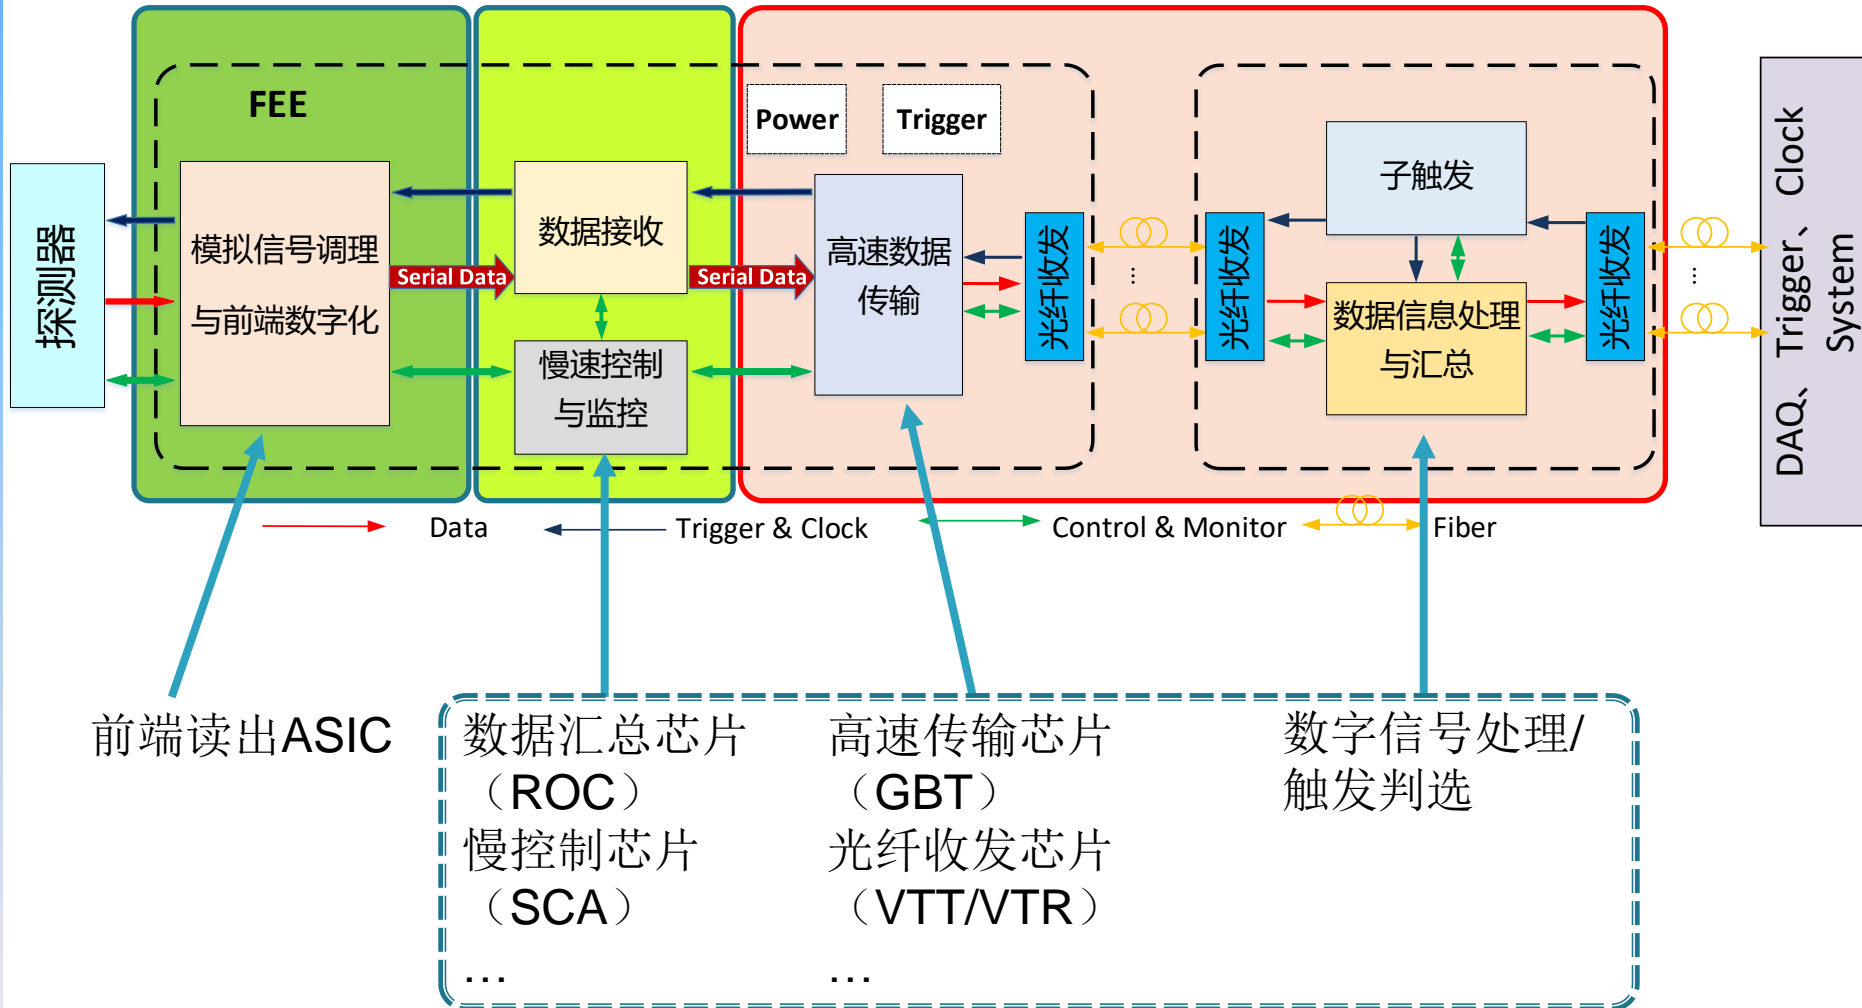 FEE
Power
Trigger
探测器
模拟信号调理
与前端数字化
Serial Data
数据接收
慢速控制
与监控
Serial Data
高速数据
传输
光纤收发
...
光纤收发
子触发
数据信息处理
与汇总
光纤收发
...
DAQ、Trigger、Clock
System
Data
Trigger & Clock
Control & Monitor
Fiber
前端读出ASIC
数据汇总芯片
（ROC）
慢控制芯片
（SCA）
…
高速传输芯片
（GBT）
光纤收发芯片
（VTT/VTR）
…
数字信号处理/
触发判选